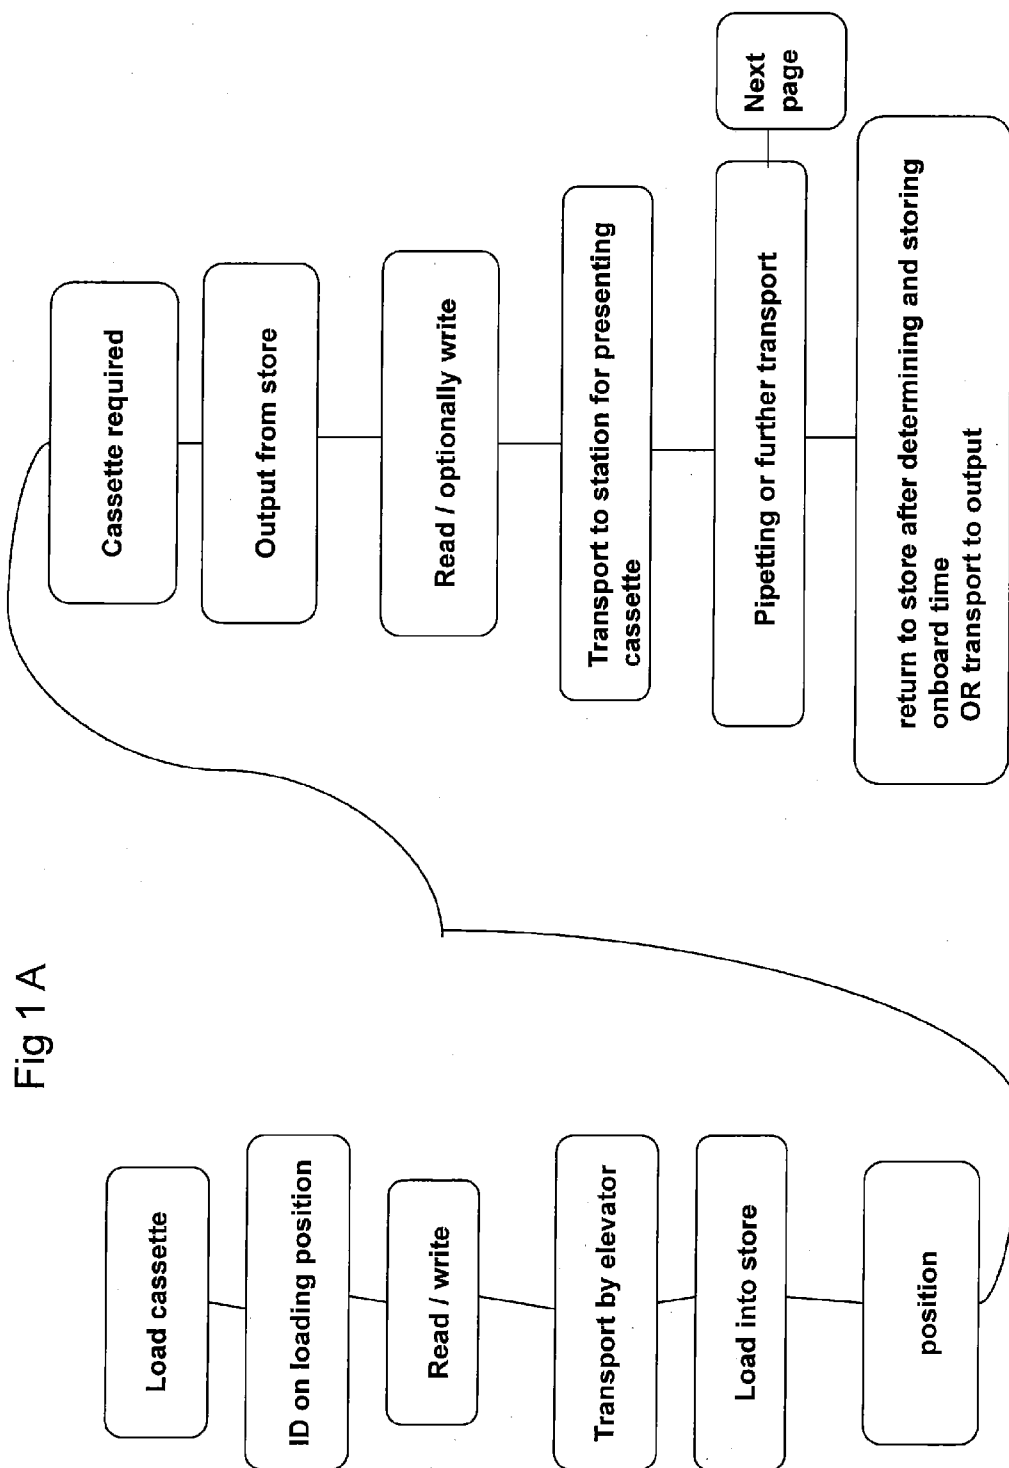 Fig 1 A
Load cassette
ID on loading position
Read / write
Transport by elevator
Load into store
position
Cassette required
Output from store
Read / optionally write
Transport to station for presenting
cassette
Pipetting or further transport
Next
page
return to store after determining and storing
onboard time
OR transport to output